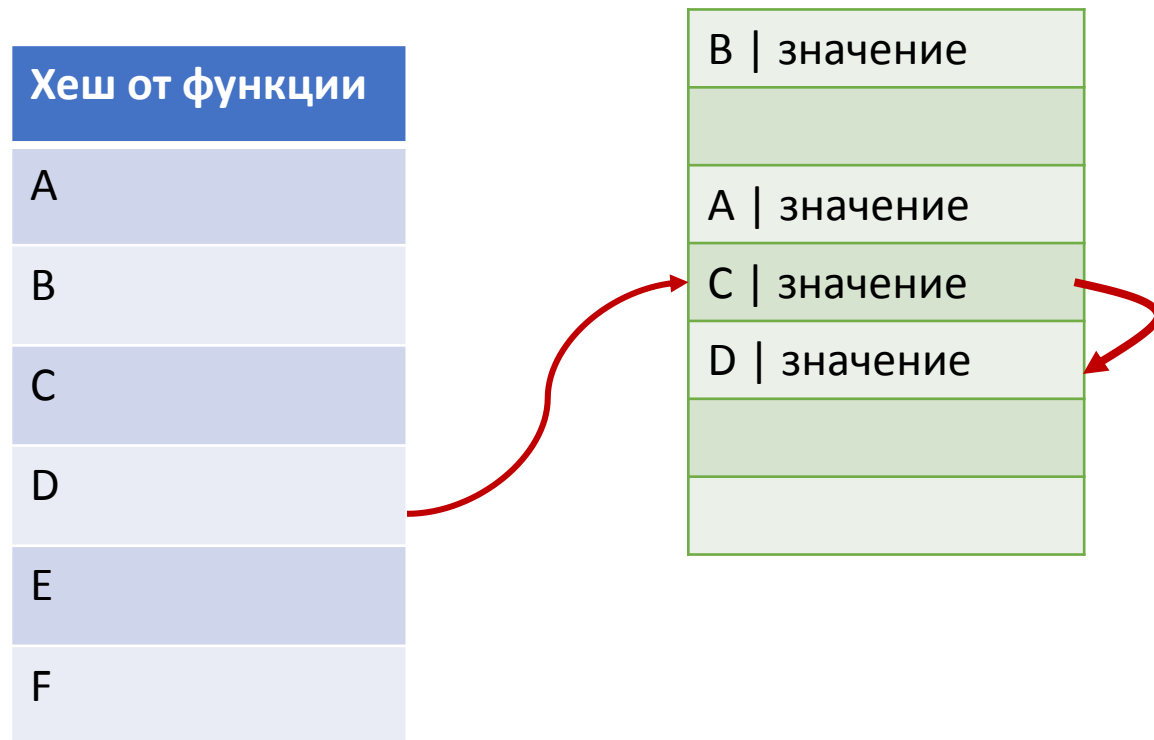 Хеш от функции
A
B
C
D
E
F
B | значение
A | значение
C | значение
D | значение